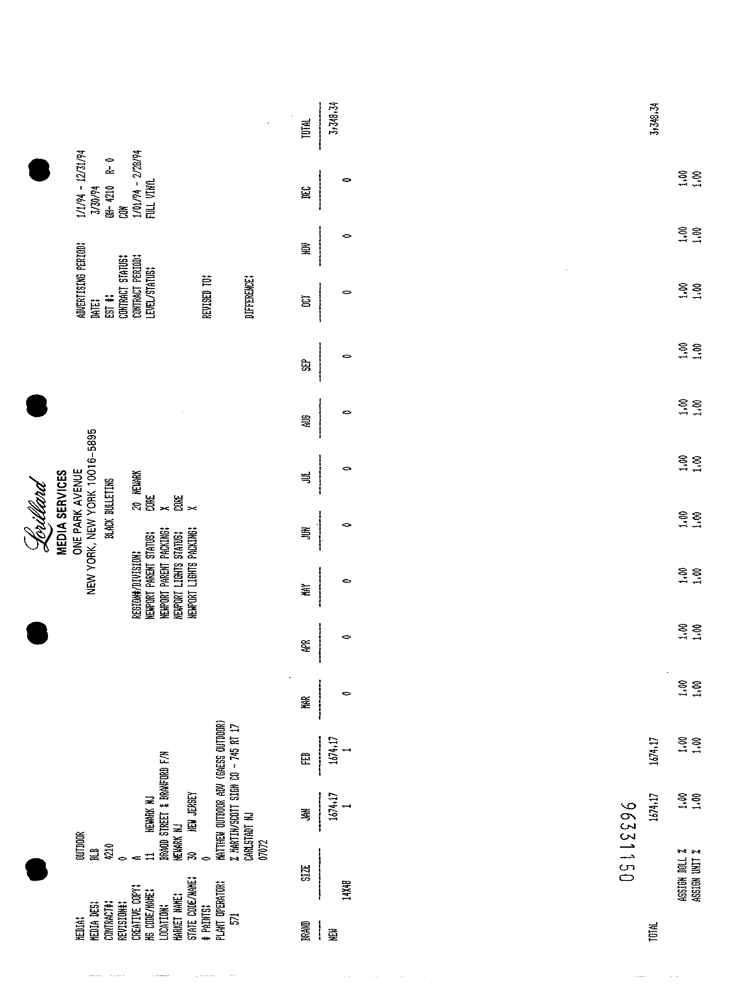 Lorillard
MEDIA SERVICES
ONE PARK AVENUE
NEW YORK, NEW YORK 10016-5895
BLACK BULLETINS
MEDIA: OUTDOOR
MEDIA DES: BLB
CONTRACT#: 4210
REVISION#: 0
CREATIVE COPY: A
MS CODE/NAME: 11 NEWARK NJ
LOCATION: BROAD STREET & BRANFORD F/N
MARKET NAME: NEWARK NJ
STATE CODE/NAME: 30 NEW JERSEY
# PAINTS: 0
PLANT OPERATOR: MATTHEW OUTDOOR ADV (GAESS OUTDOOR)
571 % MARTIN/SCOTT SIGN CO - 745 RT 17
CARLSTADT NJ
07072
REGION#/DIVISION: 20 NEWARK
NEWPORT PARENT STATUS: CORE
NEWPORT PARENT PACKING: X
NEWPORT LIGHTS STATUS: CORE
NEWPORT LIGHTS PACKING: X
ADVERTISING PERIOD: 1/1/94 - 12/31/94
DATE: 3/30/94
EST #: OH- 4210 R- 0
CONTRACT STATUS: CON
CONTRACT PERIOD: 1/01/94 - 2/28/94
LEVEL/STATUS: FULL VINYL
REVISED TO:
DIFFERENCE:
BRAND SIZE JAN FEB MAR APR MAY JUN JUL AUG SEP OCT NOV DEC TOTAL
NEW 1674.17 1674.17 0 0 0 0 0 0 0 0 0 0 3,348.34
14X48 1 1
TOTAL 1674.17 1674.17 3,348.34
ASSIGN DOLL % 1.00 1.00 1.00 1.00 1.00 1.00 1.00 1.00 1.00 1.00 1.00 1.00
ASSIGN UNIT % 1.00 1.00 1.00 1.00 1.00 1.00 1.00 1.00 1.00 1.00 1.00 1.00
96331150